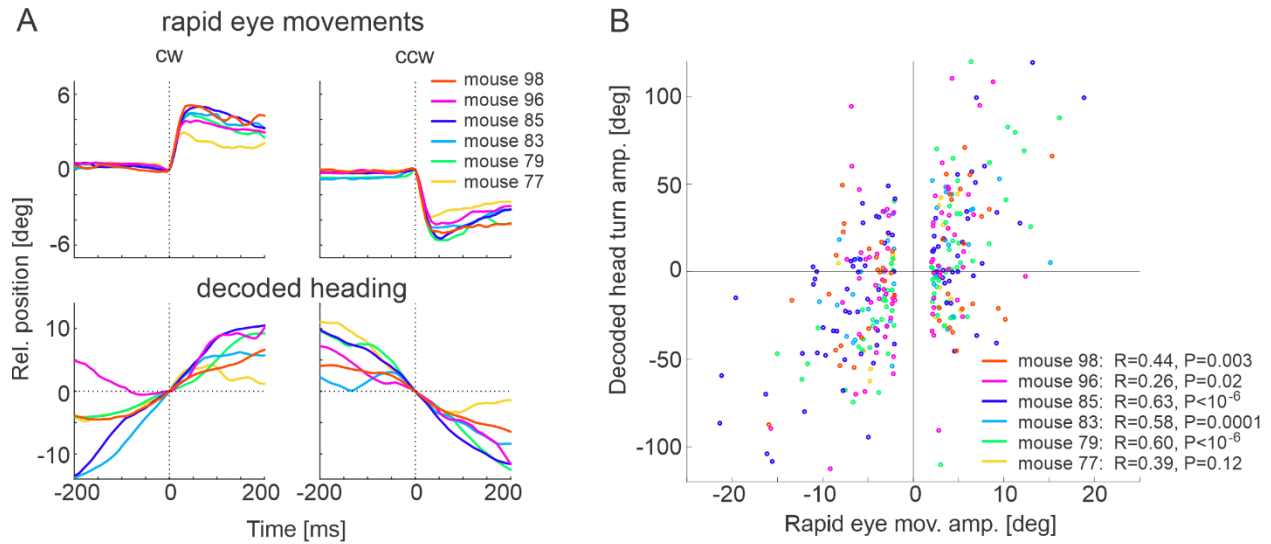 A
rapid eye movements
cw
ccw
mouse 98
mouse 96
mouse 85
mouse 83
mouse 79
mouse 77
6
0
-6
decoded heading
Rel. position [deg]
10
0
-10
-200
0
200
-200
0
200
Time [ms]
B
Decoded head turn amp. [deg]
100
50
0
-50
-100
mouse 98: R=0.44, P=0.003
mouse 96: R=0.26, P=0.02
mouse 85: R=0.63, P<10-6
mouse 83: R=0.58, P=0.0001
mouse 79: R=0.60, P<10-6
mouse 77: R=0.39, P=0.12
-20
-10
0
10
20
Rapid eye mov. amp. [deg]